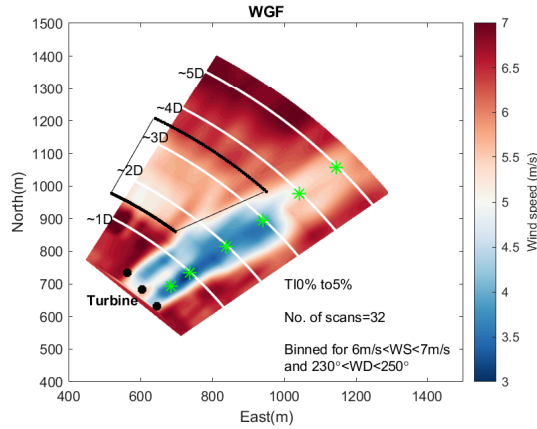 WGF
1500
1400
1300
1200
1100
1000
900
800
700
600
500
400
North(m)
~5D
~4D
~3D
~2D
~1D
Turbine
TI0% to5%
No. of scans=32
Binned for 6m/s<WS<7m/s
and 230°<WD<250°
400 600 800 1000 1200 1400
East(m)
7
6.5
6
5.5
5
4.5
4
3.5
3
Wind speed (m/s)